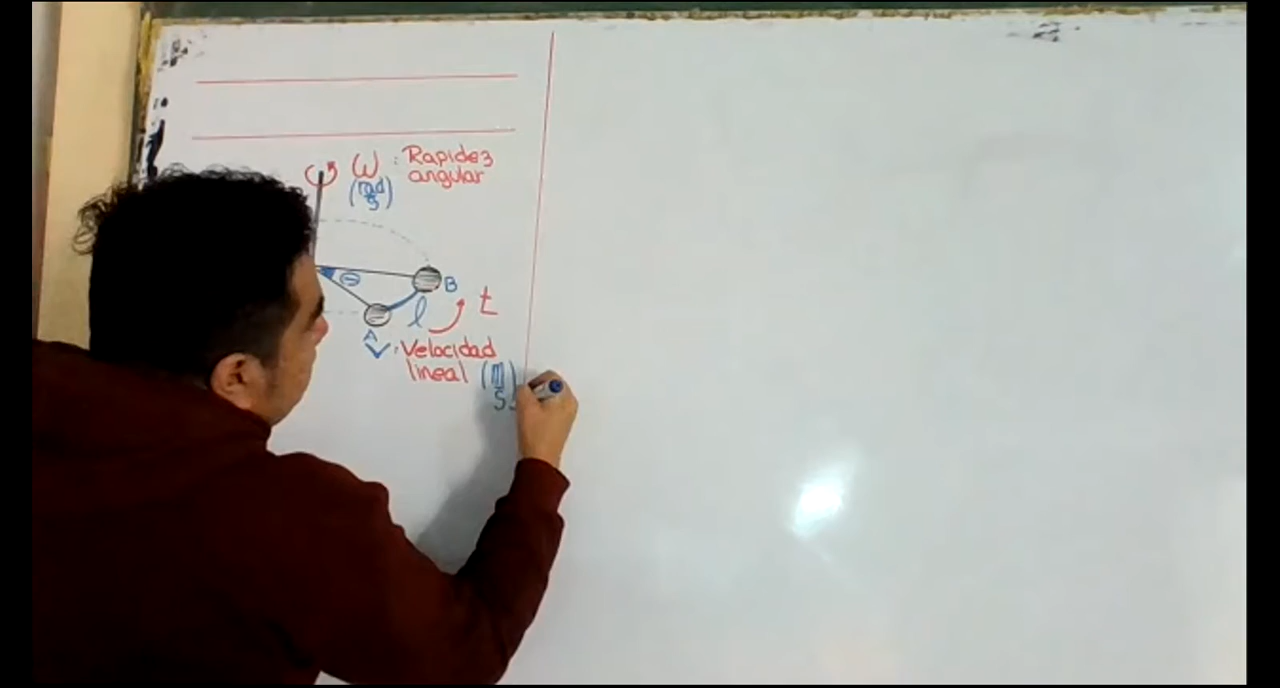 ω : Rapidez
angular
(rad/s)
θ
B
l
t
A
v : Velocidad
lineal (m/s)